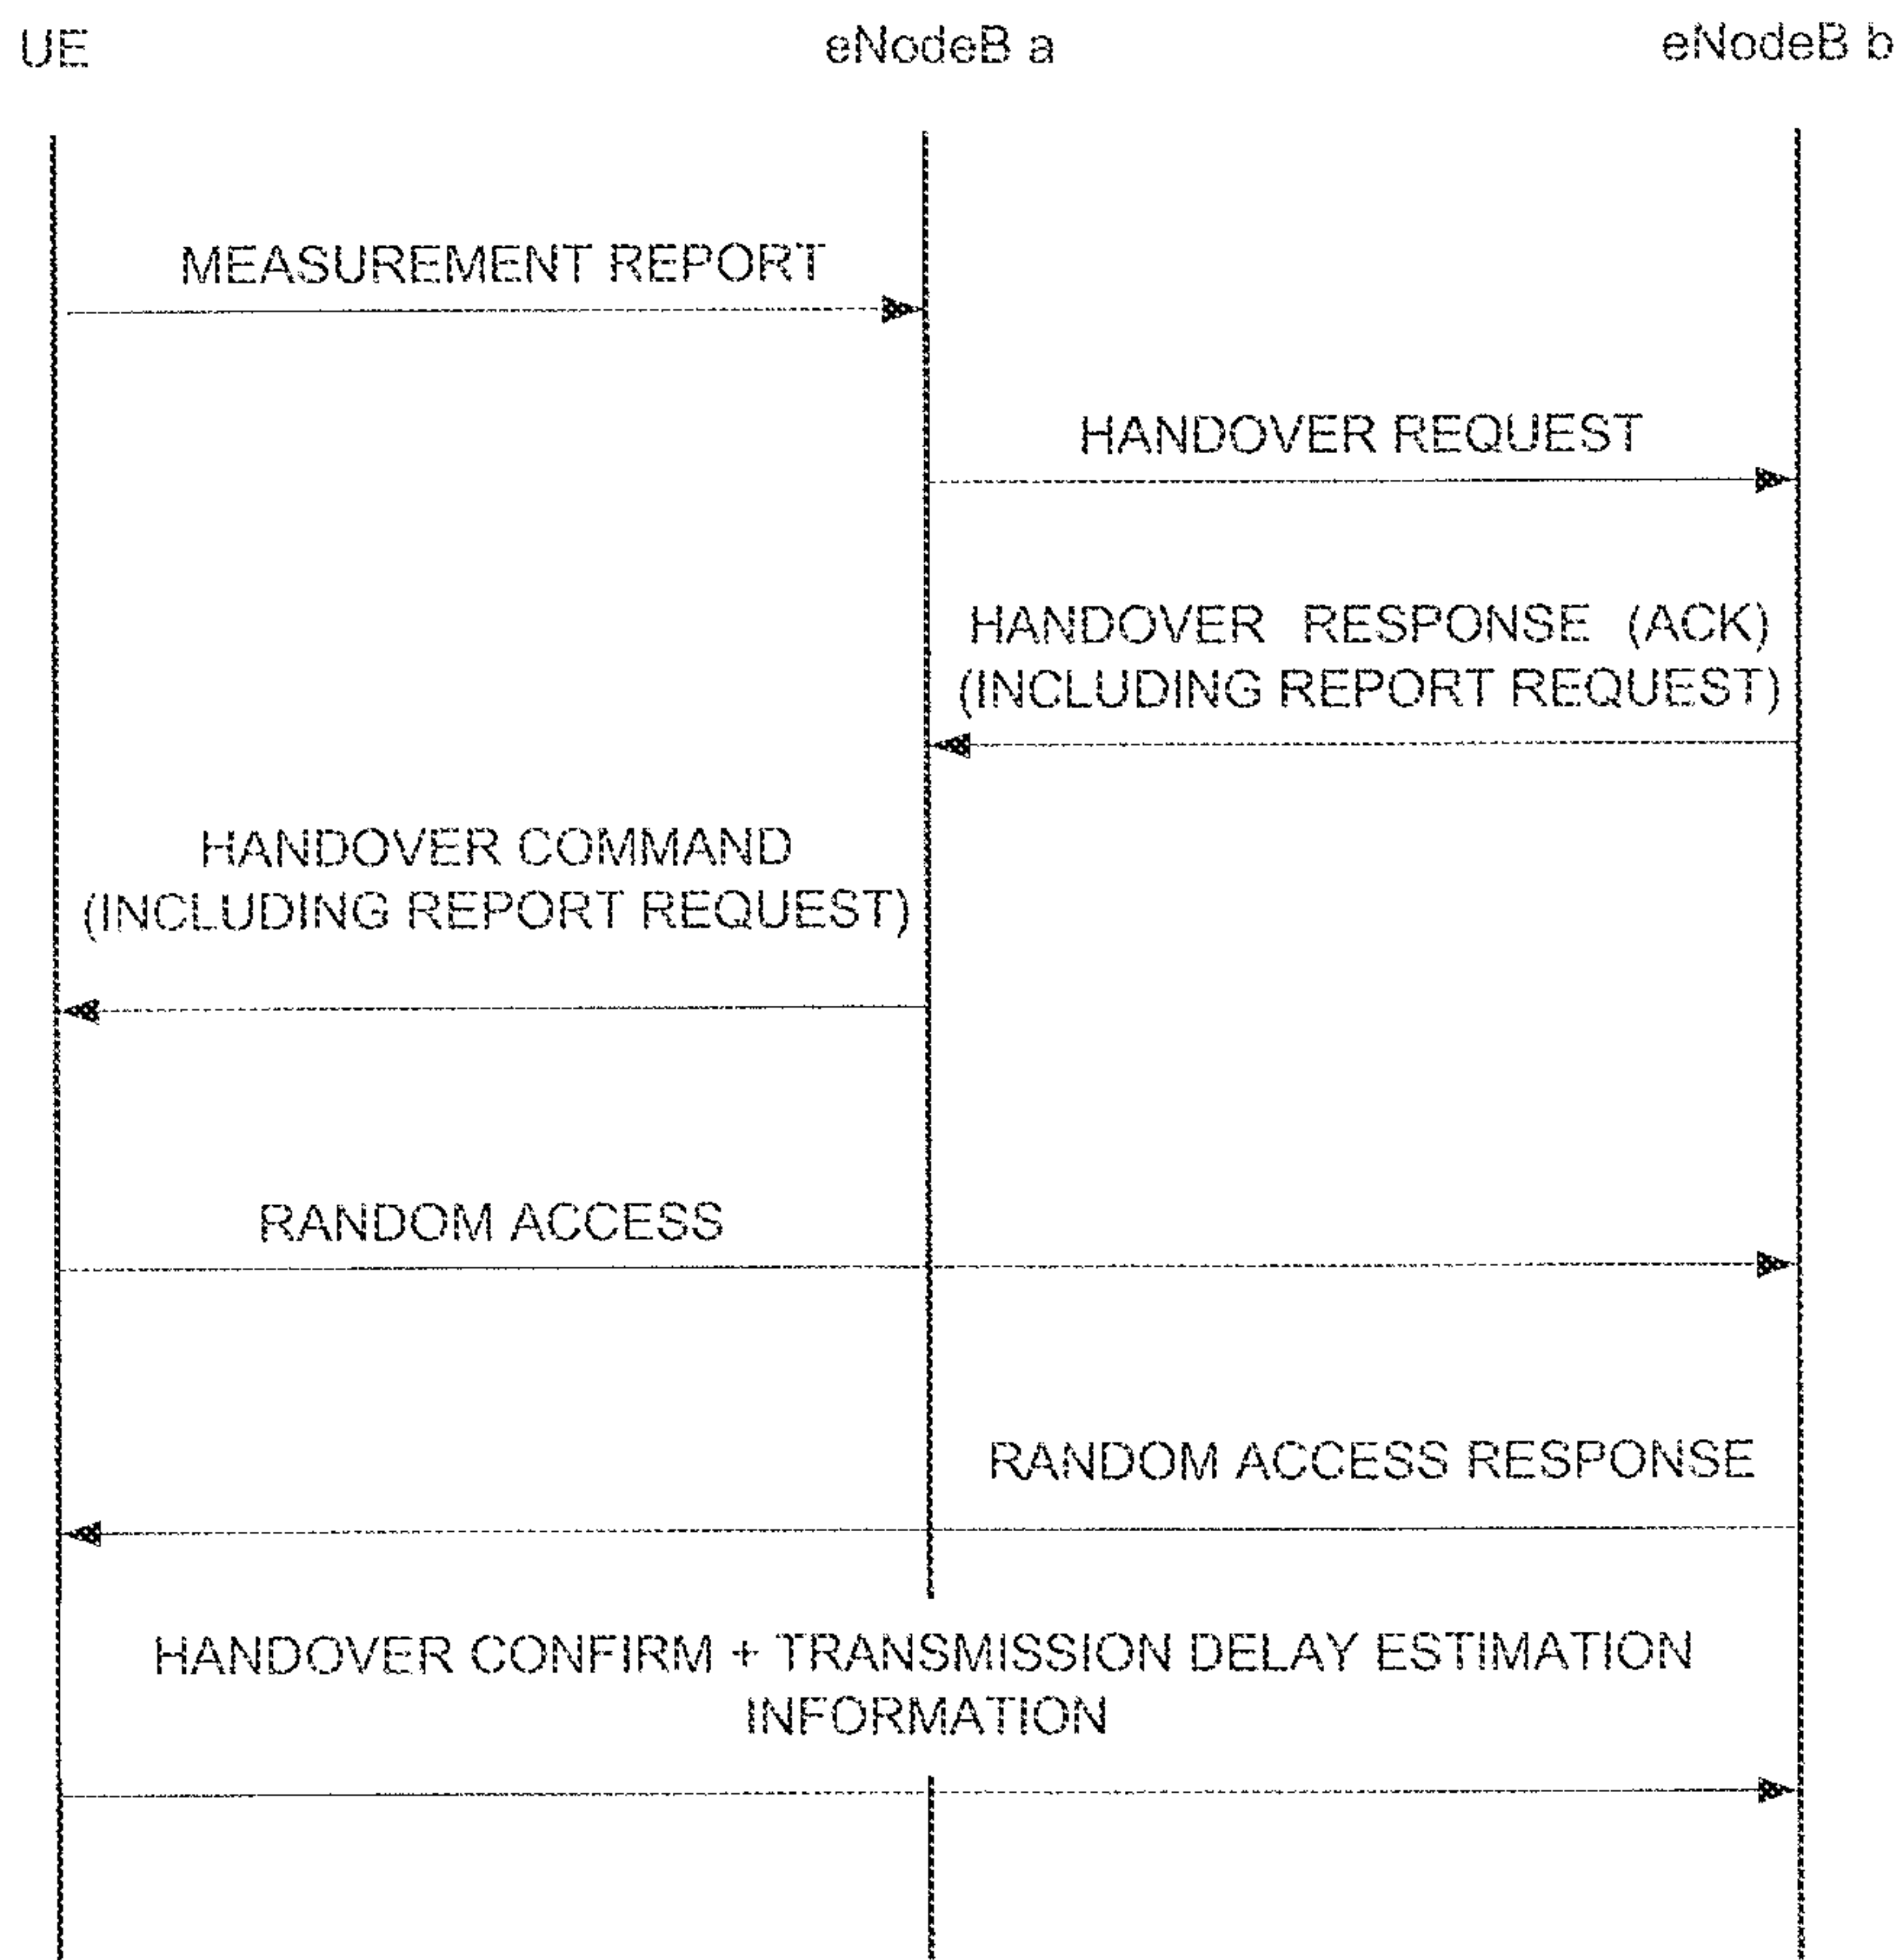 UE eNodeB a eNodeB b
MEASUREMENT REPORT
HANDOVER REQUEST
HANDOVER RESPONSE (ACK)
(INCLUDING REPORT REQUEST)
HANDOVER COMMAND
(INCLUDING REPORT REQUEST)
RANDOM ACCESS
RANDOM ACCESS RESPONSE
HANDOVER CONFIRM + TRANSMISSION DELAY ESTIMATION
INFORMATION